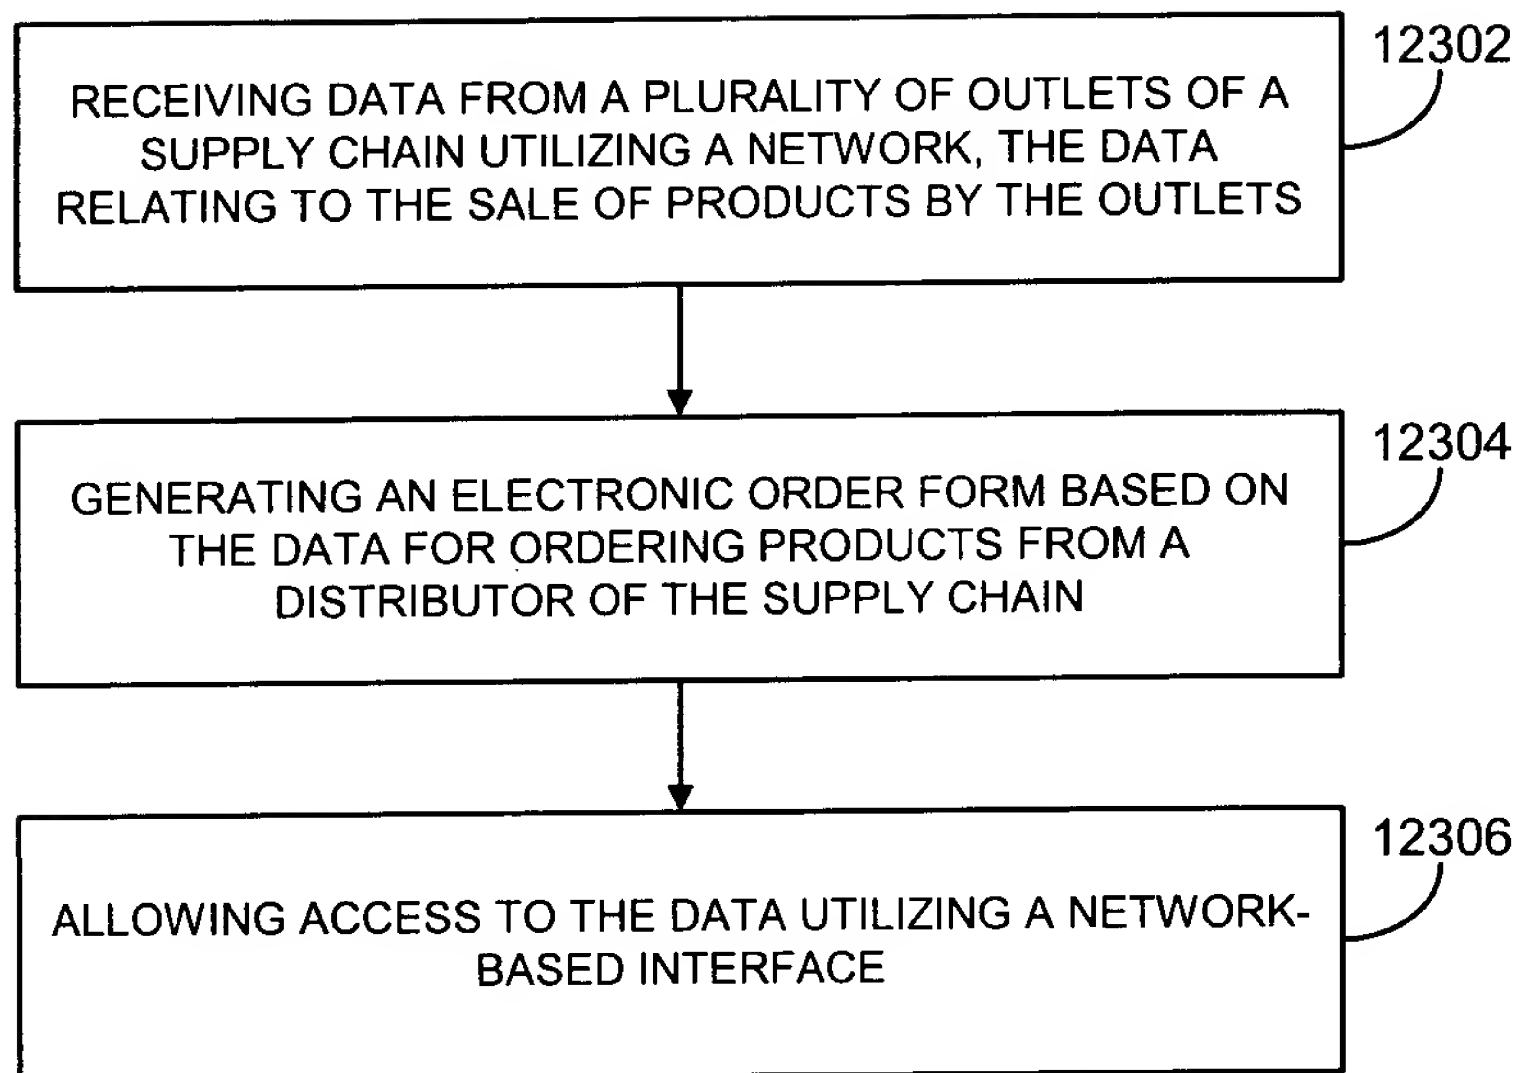 12302
RECEIVING DATA FROM A PLURALITY OF OUTLETS OF A
SUPPLY CHAIN UTILIZING A NETWORK, THE DATA
RELATING TO THE SALE OF PRODUCTS BY THE OUTLETS
12304
GENERATING AN ELECTRONIC ORDER FORM BASED ON
THE DATA FOR ORDERING PRODUCTS FROM A
DISTRIBUTOR OF THE SUPPLY CHAIN
12306
ALLOWING ACCESS TO THE DATA UTILIZING A NETWORK-
BASED INTERFACE